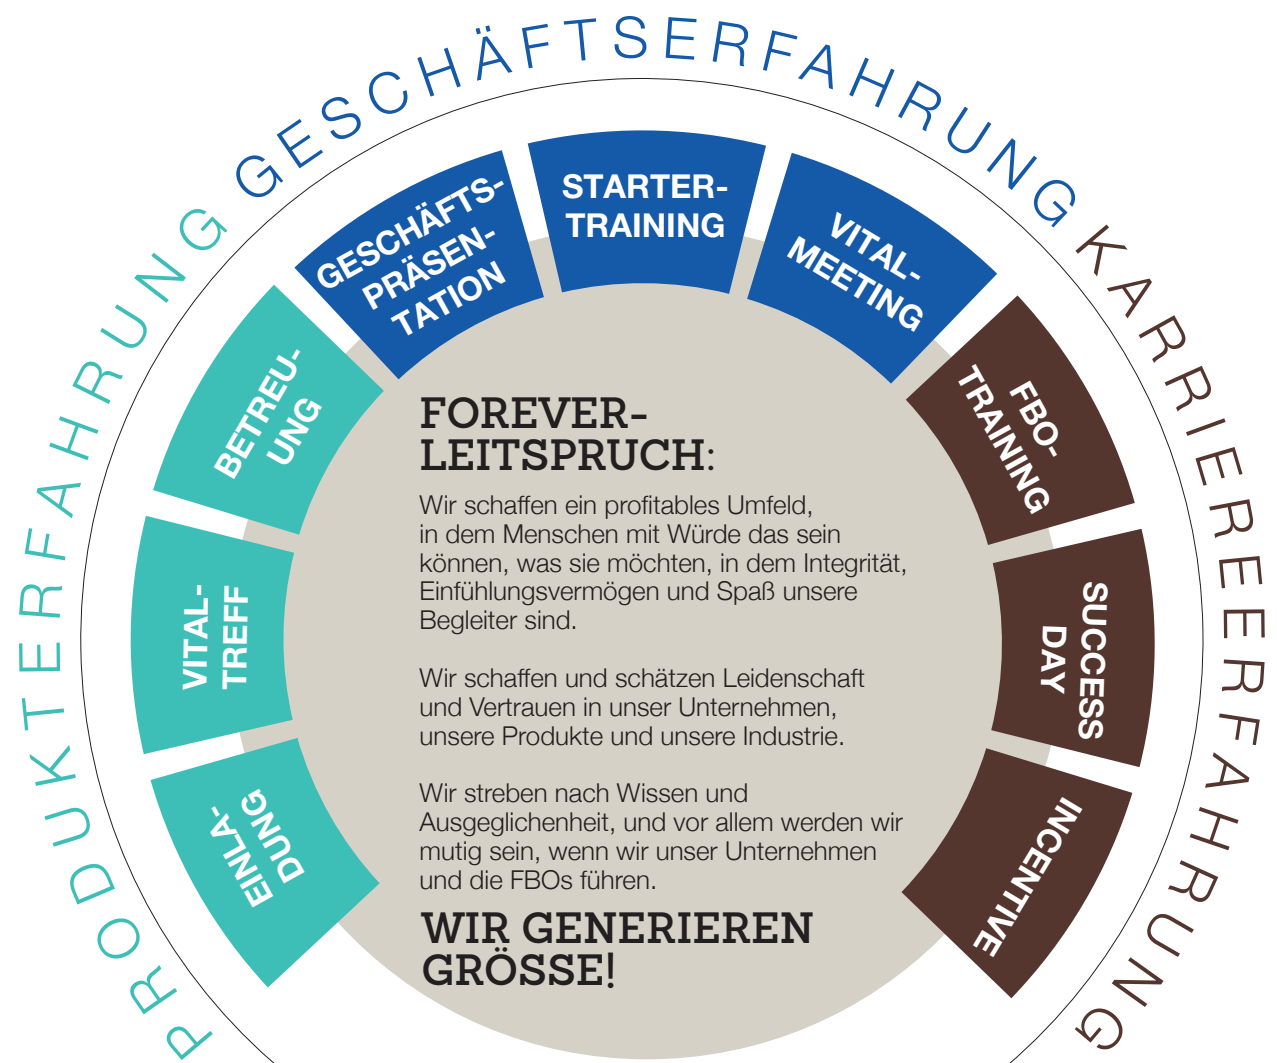 PRODUKTERFAHRUNG
GESCHÄFTSERFAHRUNG
KARRIEREERFAHRUNG
EINLA-
DUNG
VITAL-
TREFF
BETREU-
UNG
GESCHÄFTS-
PRÄSEN-
TATION
STARTER-
TRAINING
VITAL-
MEETING
FBO-
TRAINING
SUCCESS
DAY
INCENTIVE
FOREVER-
LEITSPRUCH:
Wir schaffen ein profitables Umfeld,
in dem Menschen mit Würde das sein
können, was sie möchten, in dem Integrität,
Einfühlungsvermögen und Spaß unsere
Begleiter sind.
Wir schaffen und schätzen Leidenschaft
und Vertrauen in unser Unternehmen,
unsere Produkte und unsere Industrie.
Wir streben nach Wissen und
Ausgeglichenheit, und vor allem werden wir
mutig sein, wenn wir unser Unternehmen
und die FBOs führen.
WIR GENERIEREN
GRÖSSE!